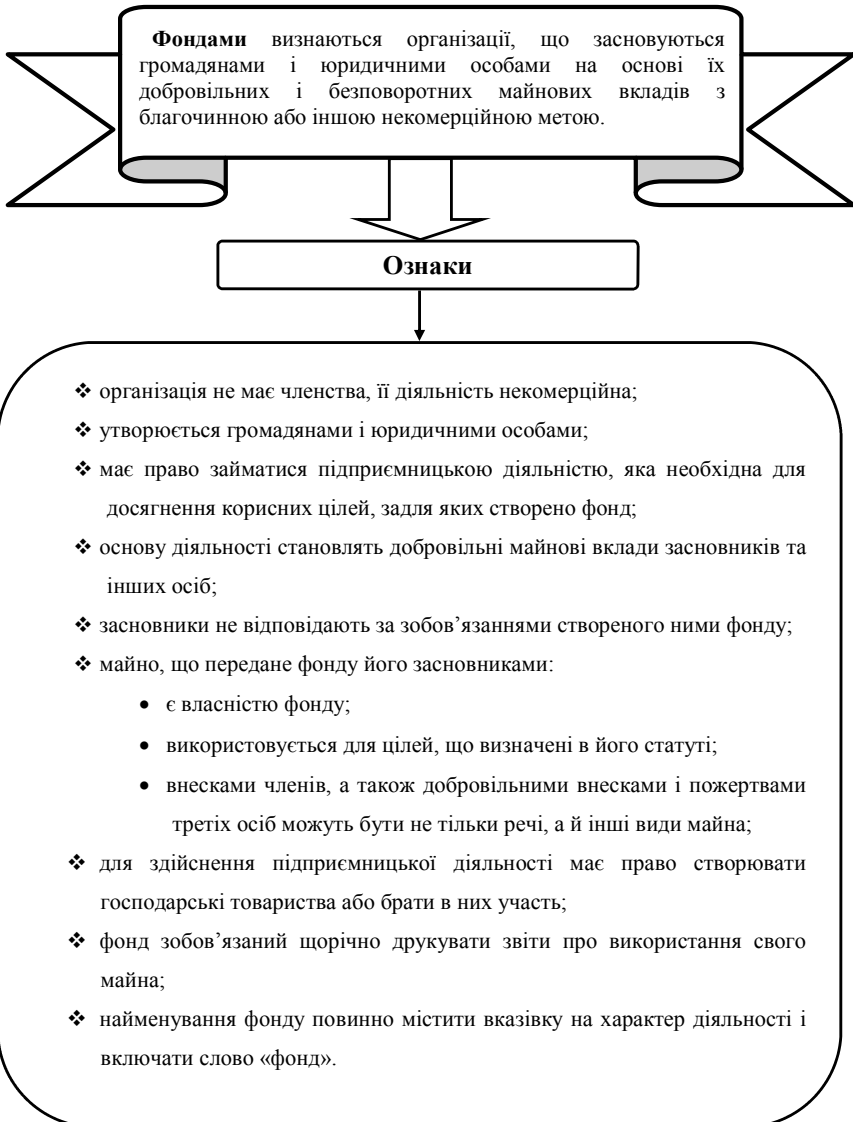 Фондами визнаються організації, що засновуються
громадянами і юридичними особами на основі їх
добровільних і безповоротних майнових вкладів з
благочинною або іншою некомерційною метою.
Ознаки
❖ організація не має членства, її діяльність некомерційна;
❖ утворюється громадянами і юридичними особами;
❖ має право займатися підприємницькою діяльністю, яка необхідна для
досягнення корисних цілей, задля яких створено фонд;
❖ основу діяльності становлять добровільні майнові вклади засновників та
інших осіб;
❖ засновники не відповідають за зобов’язаннями створеного ними фонду;
❖ майно, що передане фонду його засновниками:
• є власністю фонду;
• використовується для цілей, що визначені в його статуті;
• внесками членів, а також добровільними внесками і пожертвами
третіх осіб можуть бути не тільки речі, а й інші види майна;
❖ для здійснення підприємницької діяльності має право створювати
господарські товариства або брати в них участь;
❖ фонд зобов’язаний щорічно друкувати звіти про використання свого
майна;
❖ найменування фонду повинно містити вказівку на характер діяльності і
включати слово «фонд».